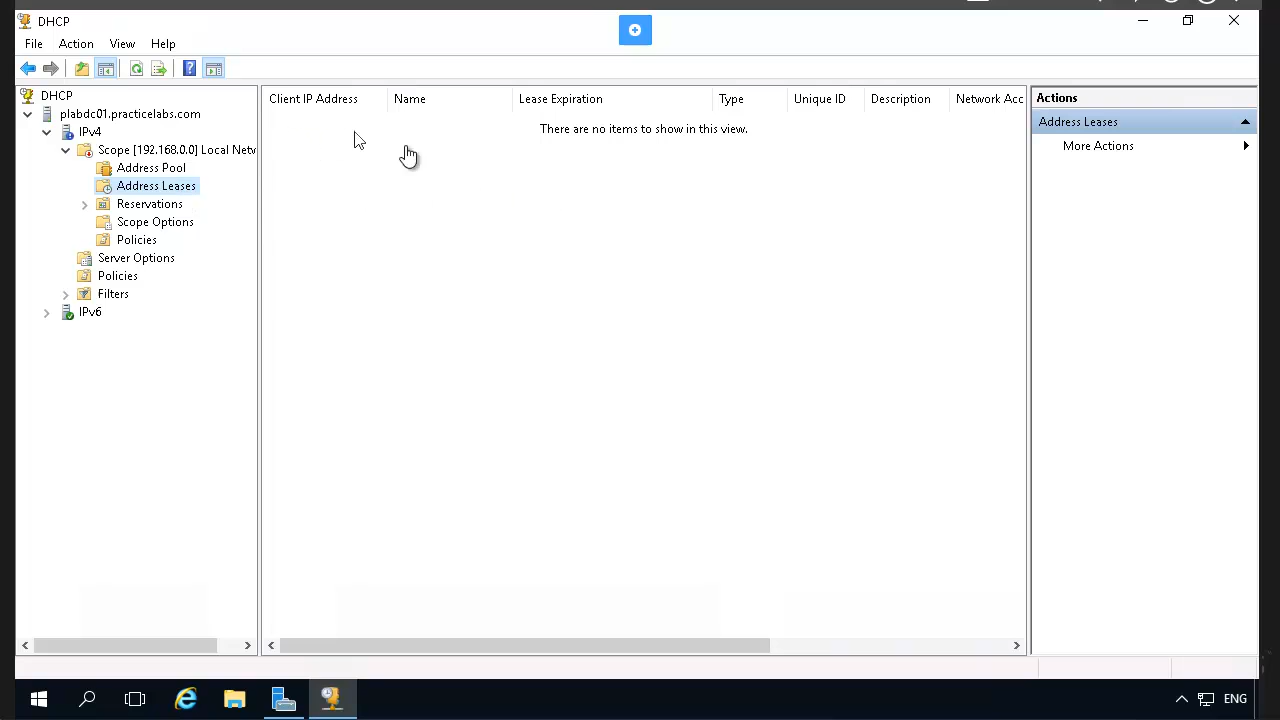 DHCP
File Action View Help
DHCP
plabdc01.practicelabs.com
IPv4
Scope [192.168.0.0] Local Netw
Address Pool
Address Leases
Reservations
Scope Options
Policies
Server Options
Policies
Filters
IPv6
Client IP Address Name Lease Expiration Type Unique ID Description Network Acc
There are no items to show in this view.
Actions
Address Leases
More Actions
ENG